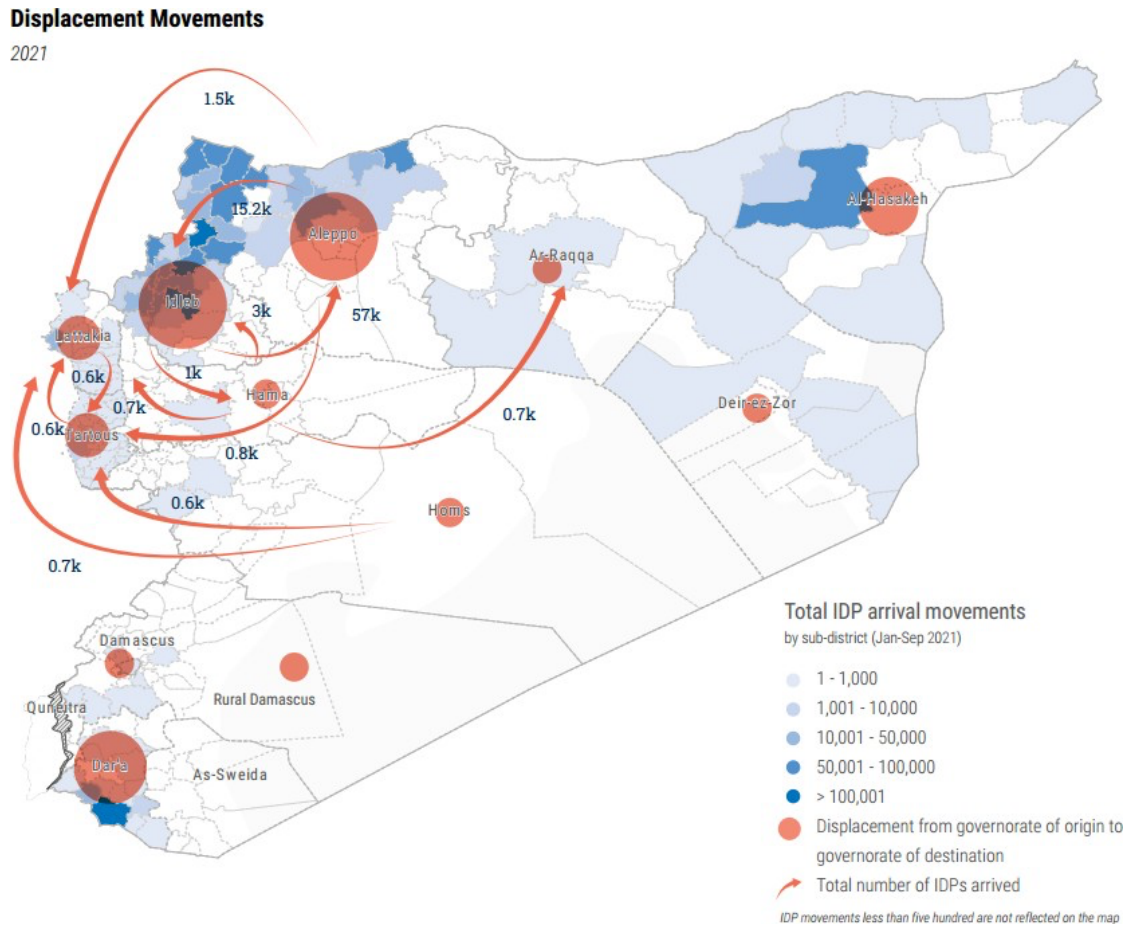 Displacement Movements
2021
1.5k
15.2k
Aleppo
Al-Hasakeh
Ar-Raqqa
Idleb
3k
57k
Lattakia
1k
0.6k
Hama
0.7k
Deir-ez-Zor
0.7k
0.6k
Tartous
0.8k
0.6k
Homs
0.7k
Total IDP arrival movements
by sub-district (Jan-Sep 2021)
Damascus
1 - 1,000
Rural Damascus
Quneitra
1,001 - 10,000
10,001 - 50,000
Dar'a
As-Sweida
50,001 - 100,000
> 100,001
Displacement from governorate of origin to
governorate of destination
Total number of IDPs arrived
IDP movements less than five hundred are not reflected on the map